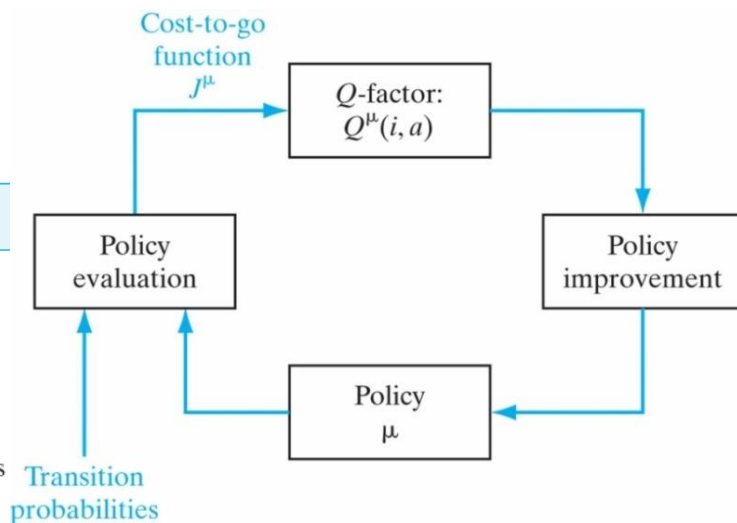 Cost-to-go
function
J^μ
Q-factor:
Q^μ(i, a)
Policy
evaluation
Policy
improvement
Policy
μ
s
Transition
probabilities